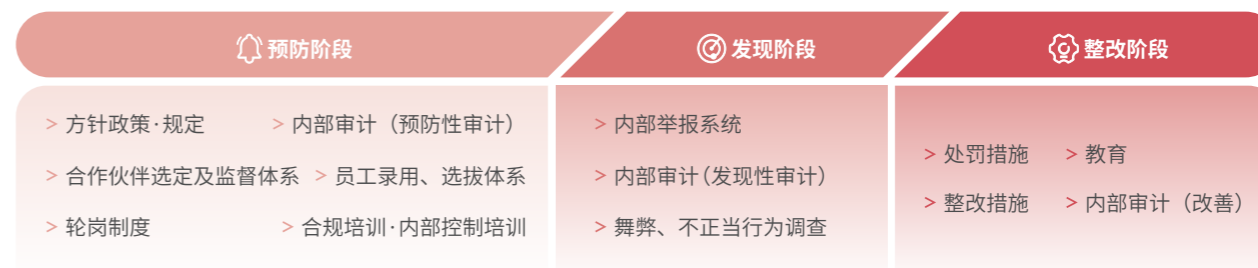 预防阶段
> 方针政策·规定
> 内部审计（预防性审计）
> 合作伙伴选定及监督体系
> 员工录用、选拔体系
> 轮岗制度
> 合规培训·内部控制培训
发现阶段
> 内部举报系统
> 内部审计（发现性审计）
> 舞弊、不正当行为调查
整改阶段
> 处罚措施
> 教育
> 整改措施
> 内部审计（改善）